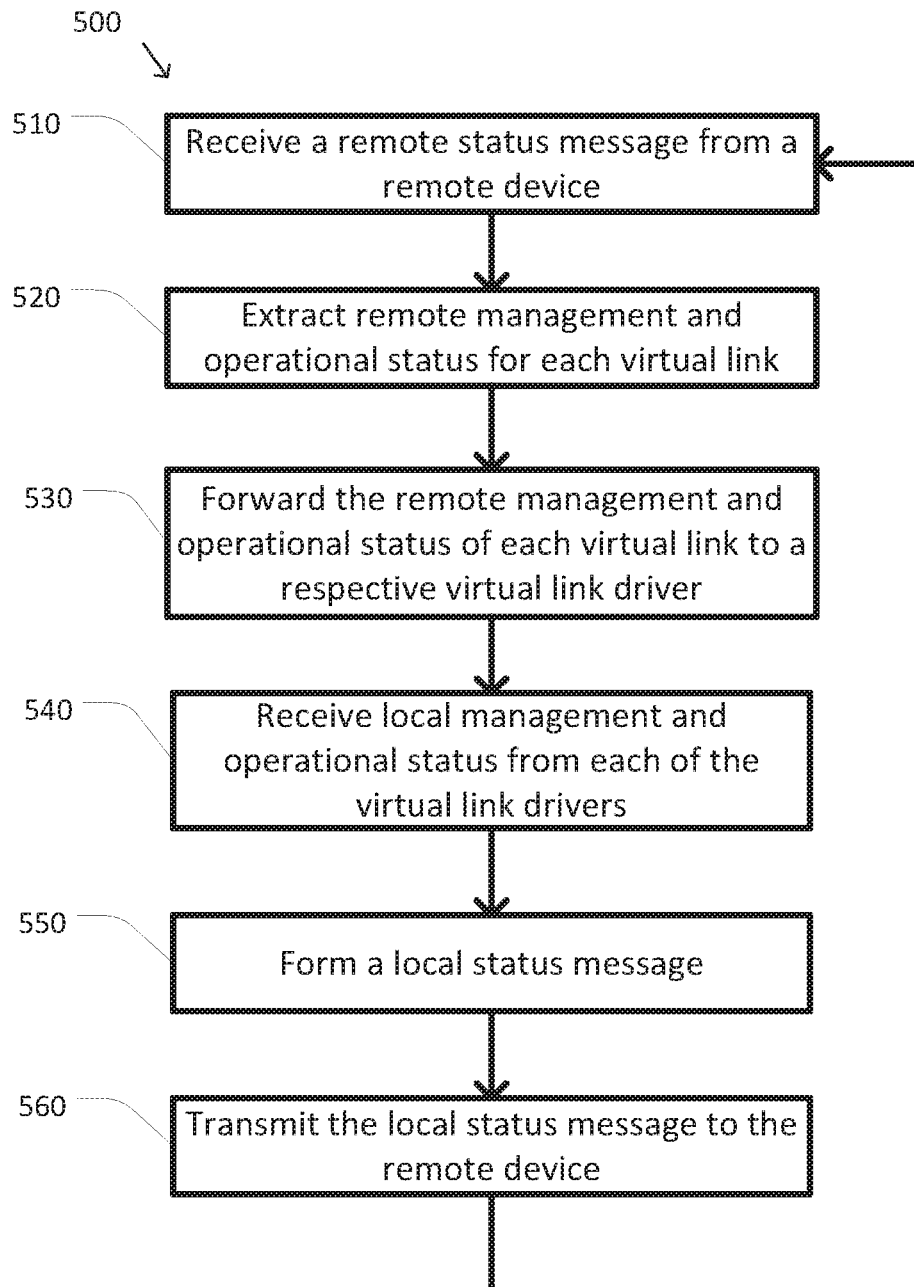 500
510
Receive a remote status message from a
remote device
520
Extract remote management and
operational status for each virtual link
530
Forward the remote management and
operational status of each virtual link to a
respective virtual link driver
540
Receive local management and
operational status from each of the
virtual link drivers
550
Form a local status message
560
Transmit the local status message to the
remote device